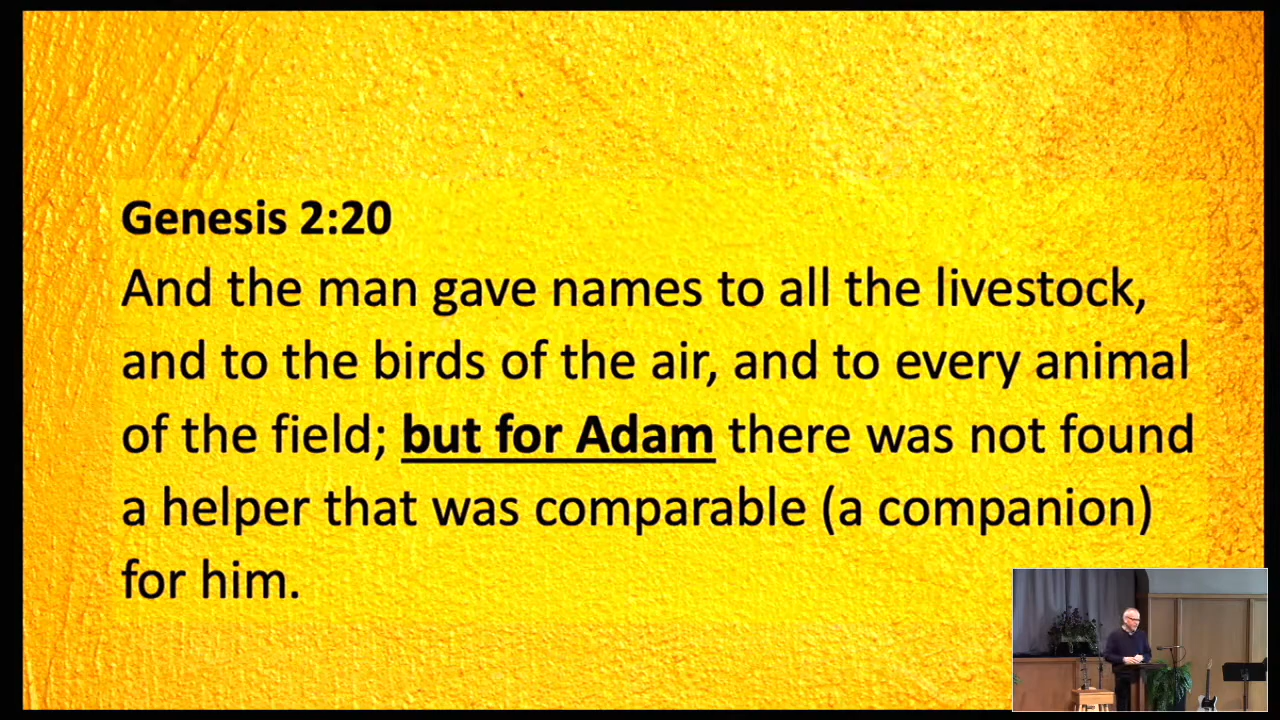 Genesis 2:20
And the man gave names to all the livestock,
and to the birds of the air, and to every animal
of the field; but for Adam there was not found
a helper that was comparable (a companion)
for him.